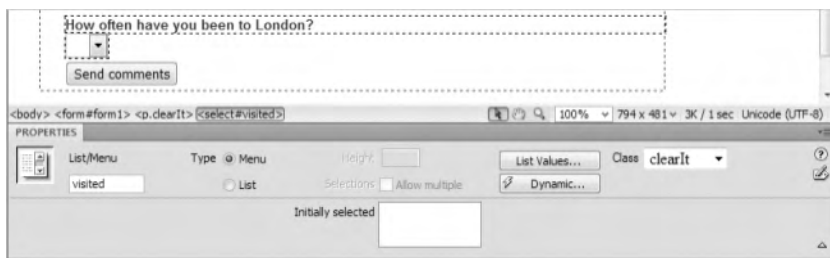 How often have you been to London?
Send comments
<body> <form#form1> <p.clearIt> <select#visited> 100% 794 x 481 3K / 1 sec Unicode (UTF-8)
PROPERTIES
List/Menu Type Menu Height List Values... Class clearIt
visited List Selections Allow multiple Dynamic...
Initially selected